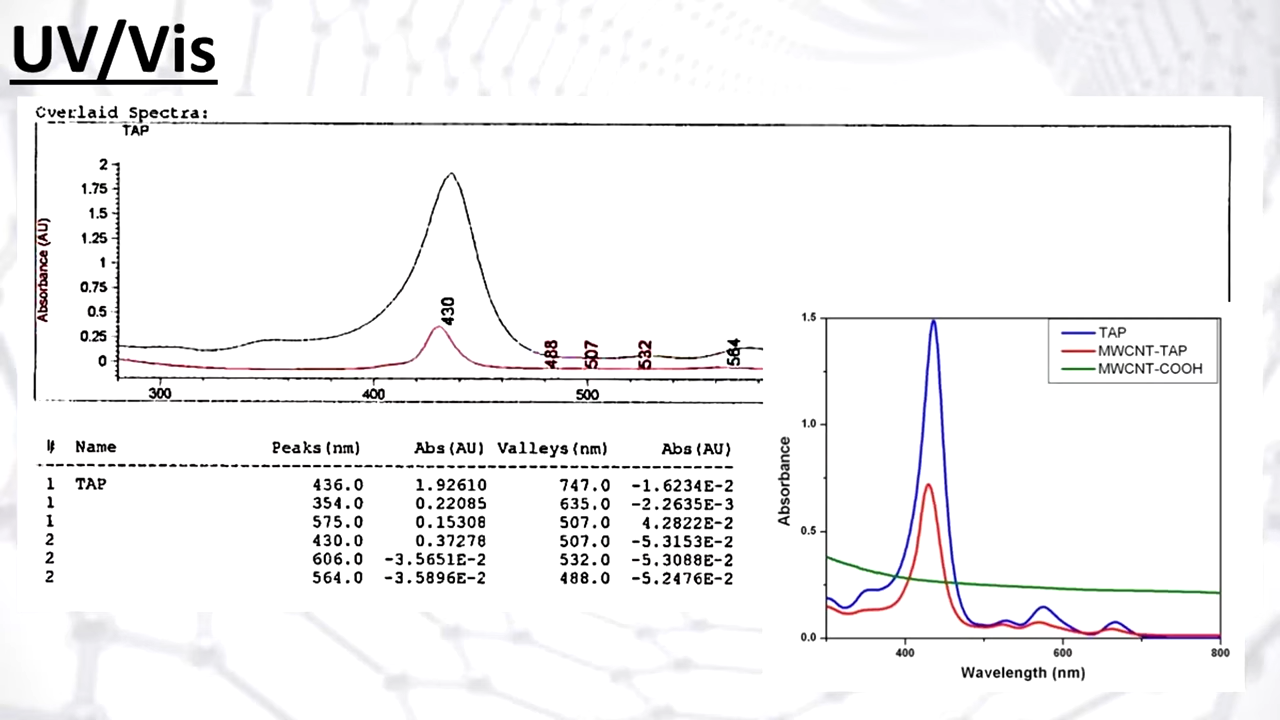 UV/Vis
Overlaid Spectra:
TAP
Absorbance (AU)
2
1.75
1.5
1.25
1
0.75
0.5
0.25
0
430
488
507
532
564
300
400
500
# Name Peaks(nm) Abs(AU) Valleys(nm) Abs(AU)
1 TAP 436.0 1.92610 747.0 -1.6234E-2
1 354.0 0.22085 635.0 -2.2635E-3
1 575.0 0.15308 507.0 4.2822E-2
2 430.0 0.37278 507.0 -5.3153E-2
2 606.0 -3.5651E-2 532.0 -5.3088E-2
2 564.0 -3.5896E-2 488.0 -5.2476E-2
Absorbance
1.5
1.0
0.5
0.0
TAP
MWCNT-TAP
MWCNT-COOH
400
600
800
Wavelength (nm)